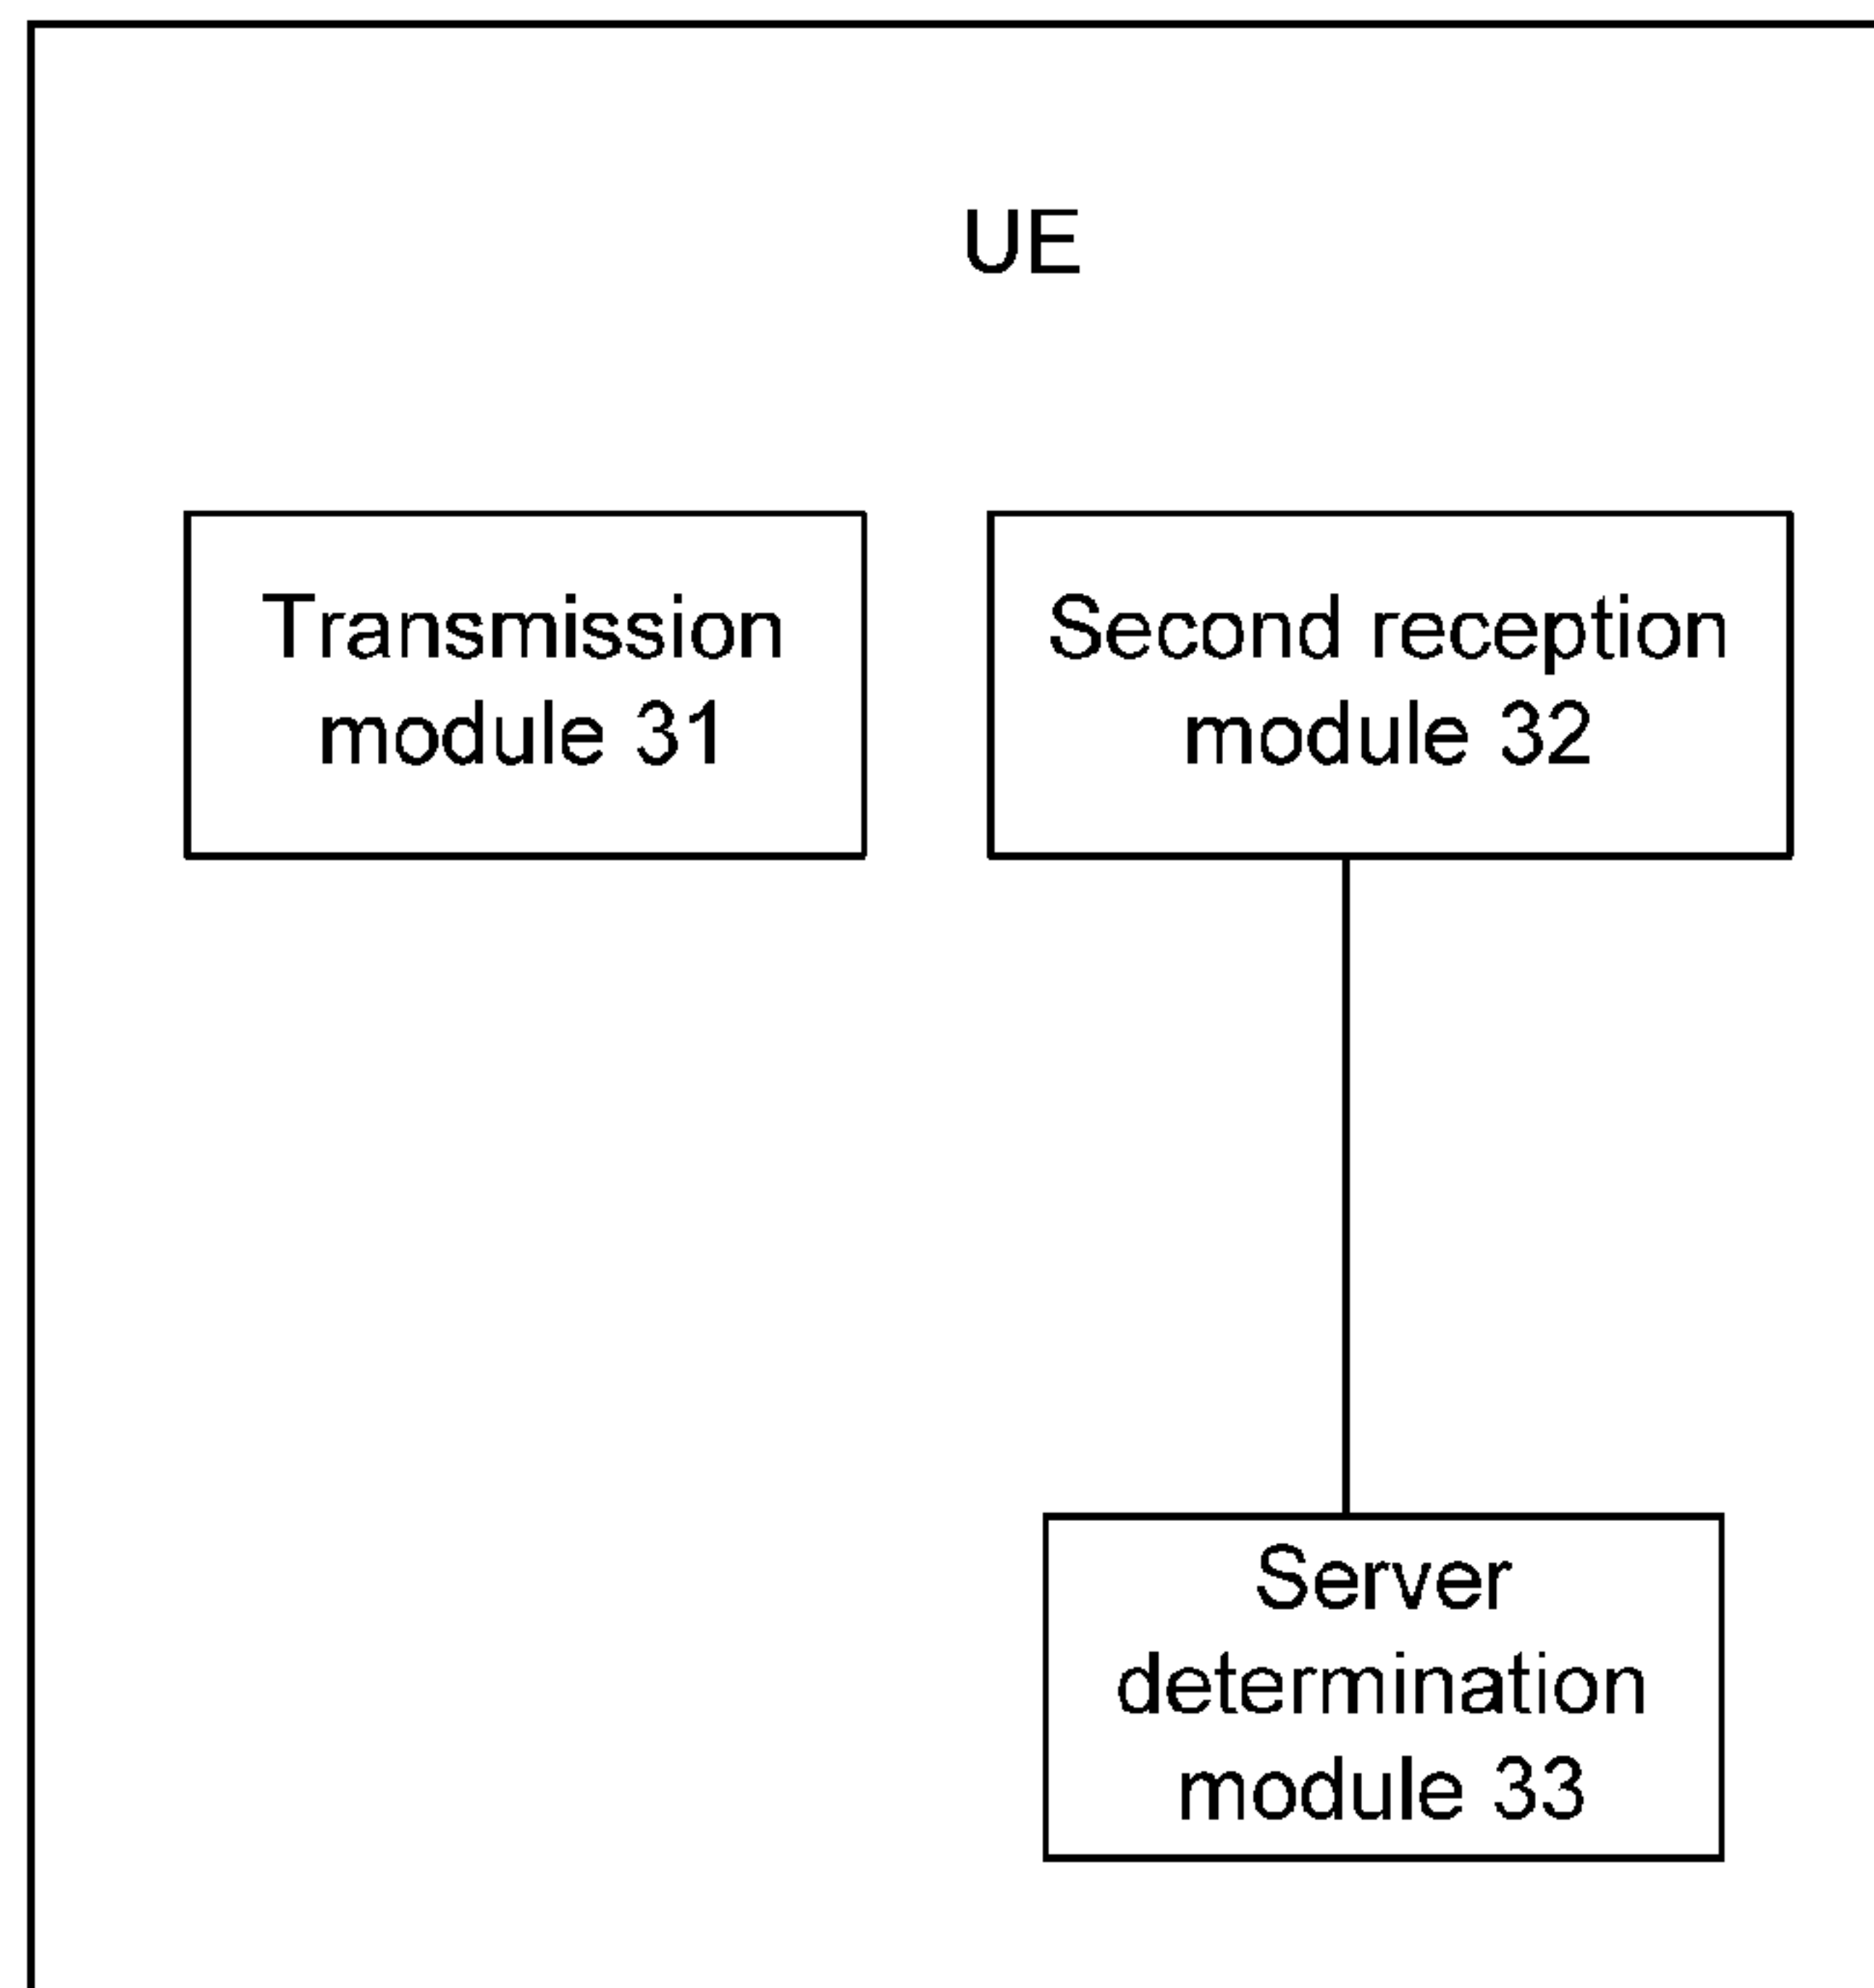 UE
Transmission
module 31
Second reception
module 32
Server
determination
module 33